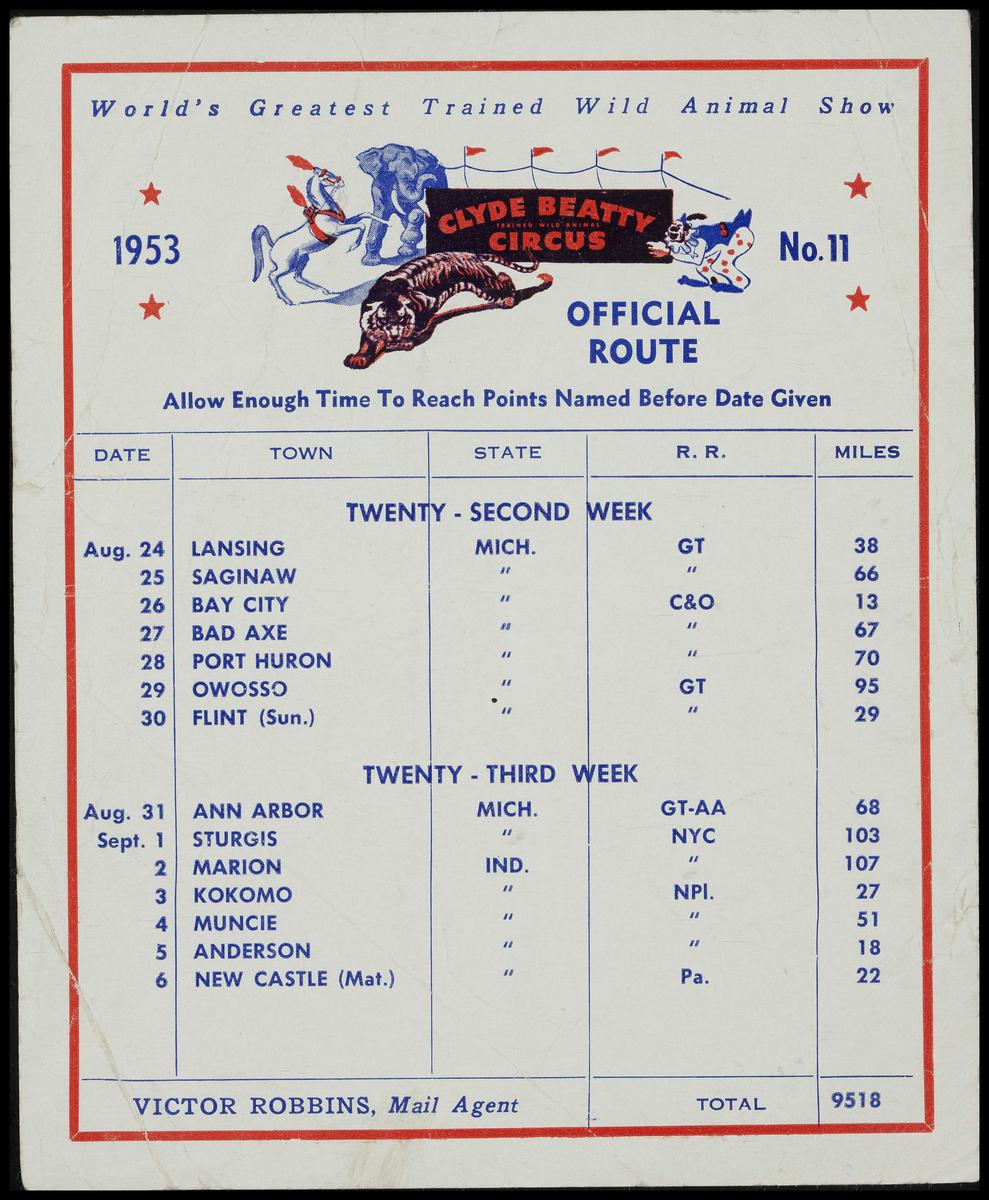 World's Greatest Trained Wild Animal Show
CLYDE BEATTY
TRAINED WILD ANIMAL
CIRCUS
1953
No. 11
OFFICIAL
ROUTE
Allow Enough Time To Reach Points Named Before Date Given
DATE TOWN STATE R. R. MILES
TWENTY - SECOND WEEK
Aug. 24 LANSING MICH. GT 38
25 SAGINAW " " 66
26 BAY CITY " C&O 13
27 BAD AXE " " 67
28 PORT HURON " " 70
29 OWOSSO " GT 95
30 FLINT (Sun.) " " 29
TWENTY - THIRD WEEK
Aug. 31 ANN ARBOR MICH. GT-AA 68
Sept. 1 STURGIS " NYC 103
2 MARION IND. " 107
3 KOKOMO " NPl. 27
4 MUNCIE " " 51
5 ANDERSON " " 18
6 NEW CASTLE (Mat.) " Pa. 22
VICTOR ROBBINS, Mail Agent TOTAL 9518